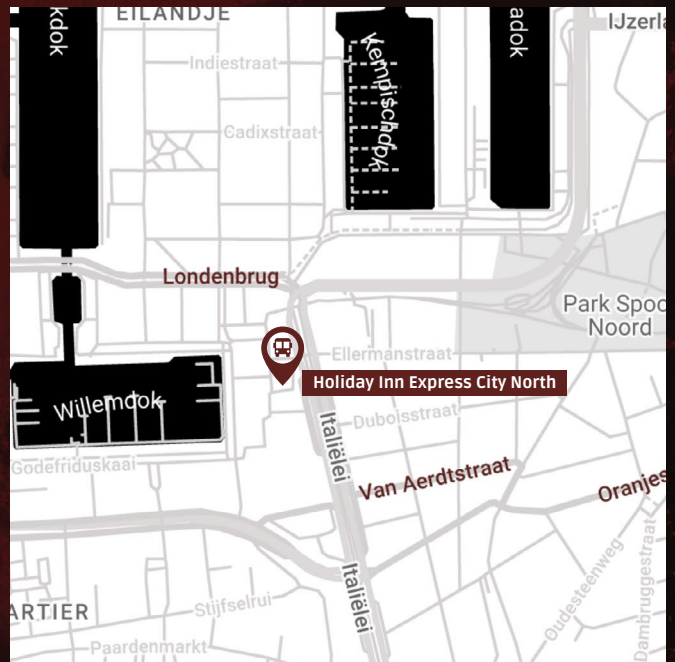 EILANDJE
kdok
Kempischdok
adok
IJzerla
Indiestraat
Cadixstraat
Londenbrug
Park Spoo
Noord
Ellermanstraat
Holiday Inn Express City North
Willemdok
Duboisstraat
Italiëlei
Godefriduskaai
Van Aerdtstraat
Oranjes
Oudesteenweg
Dambruggestraat
Italiëlei
ARTIER
Stijfselrui
Paardenmarkt